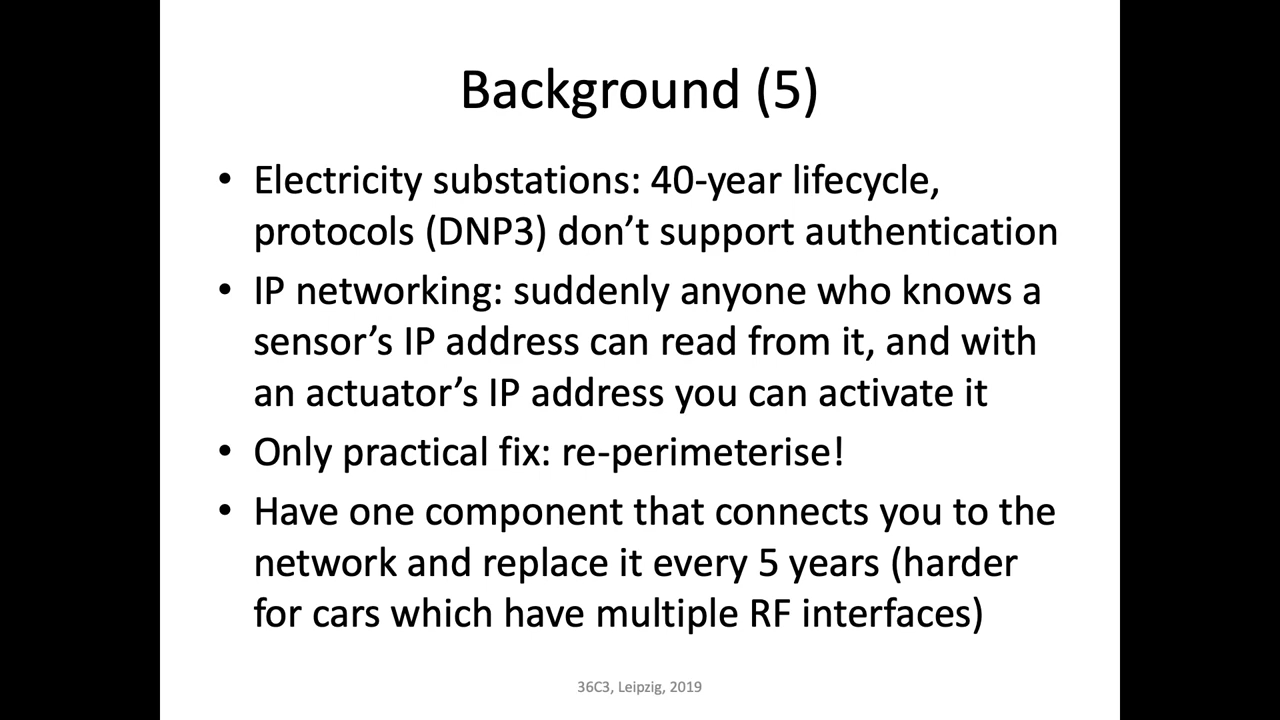 Background (5)
• Electricity substations: 40-year lifecycle,
protocols (DNP3) don’t support authentication
• IP networking: suddenly anyone who knows a
sensor’s IP address can read from it, and with
an actuator’s IP address you can activate it
• Only practical fix: re-perimeterise!
• Have one component that connects you to the
network and replace it every 5 years (harder
for cars which have multiple RF interfaces)
36C3, Leipzig, 2019